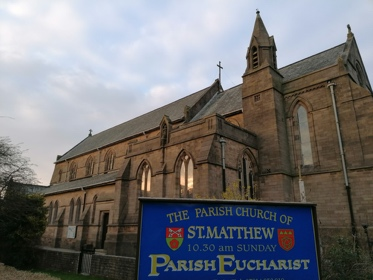 THE PARISH CHURCH OF
ST.MATTHEW
10.30 am SUNDAY
PARISH EUCHARIST